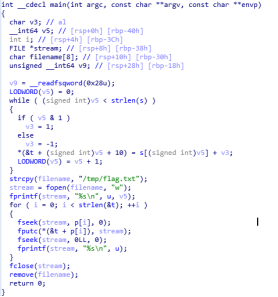 int __cdecl main(int argc, const char **argv, const char **envp)
{
char v3; // al
__int64 v5; // [rsp+0h] [rbp-40h]
int i; // [rsp+4h] [rbp-3Ch]
FILE *stream; // [rsp+8h] [rbp-38h]
char filename[8]; // [rsp+10h] [rbp-30h]
unsigned __int64 v9; // [rsp+28h] [rbp-18h]
v9 = __readfsqword(0x28u);
LODWORD(v5) = 0;
while ( (signed int)v5 < strlen(s) )
{
if ( v5 & 1 )
v3 = 1;
else
v3 = -1;
*(&t + (signed int)v5 + 10) = s[(signed int)v5] + v3;
LODWORD(v5) = v5 + 1;
}
strcpy(filename, "/tmp/flag.txt");
stream = fopen(filename, "w");
fprintf(stream, "%s\n", u, v5);
for ( i = 0; i < strlen(&t); ++i )
{
fseek(stream, p[i], 0);
fputc(*(&t + p[i]), stream);
fseek(stream, 0LL, 0);
fprintf(stream, "%s\n", u);
}
fclose(stream);
remove(filename);
return 0;
}